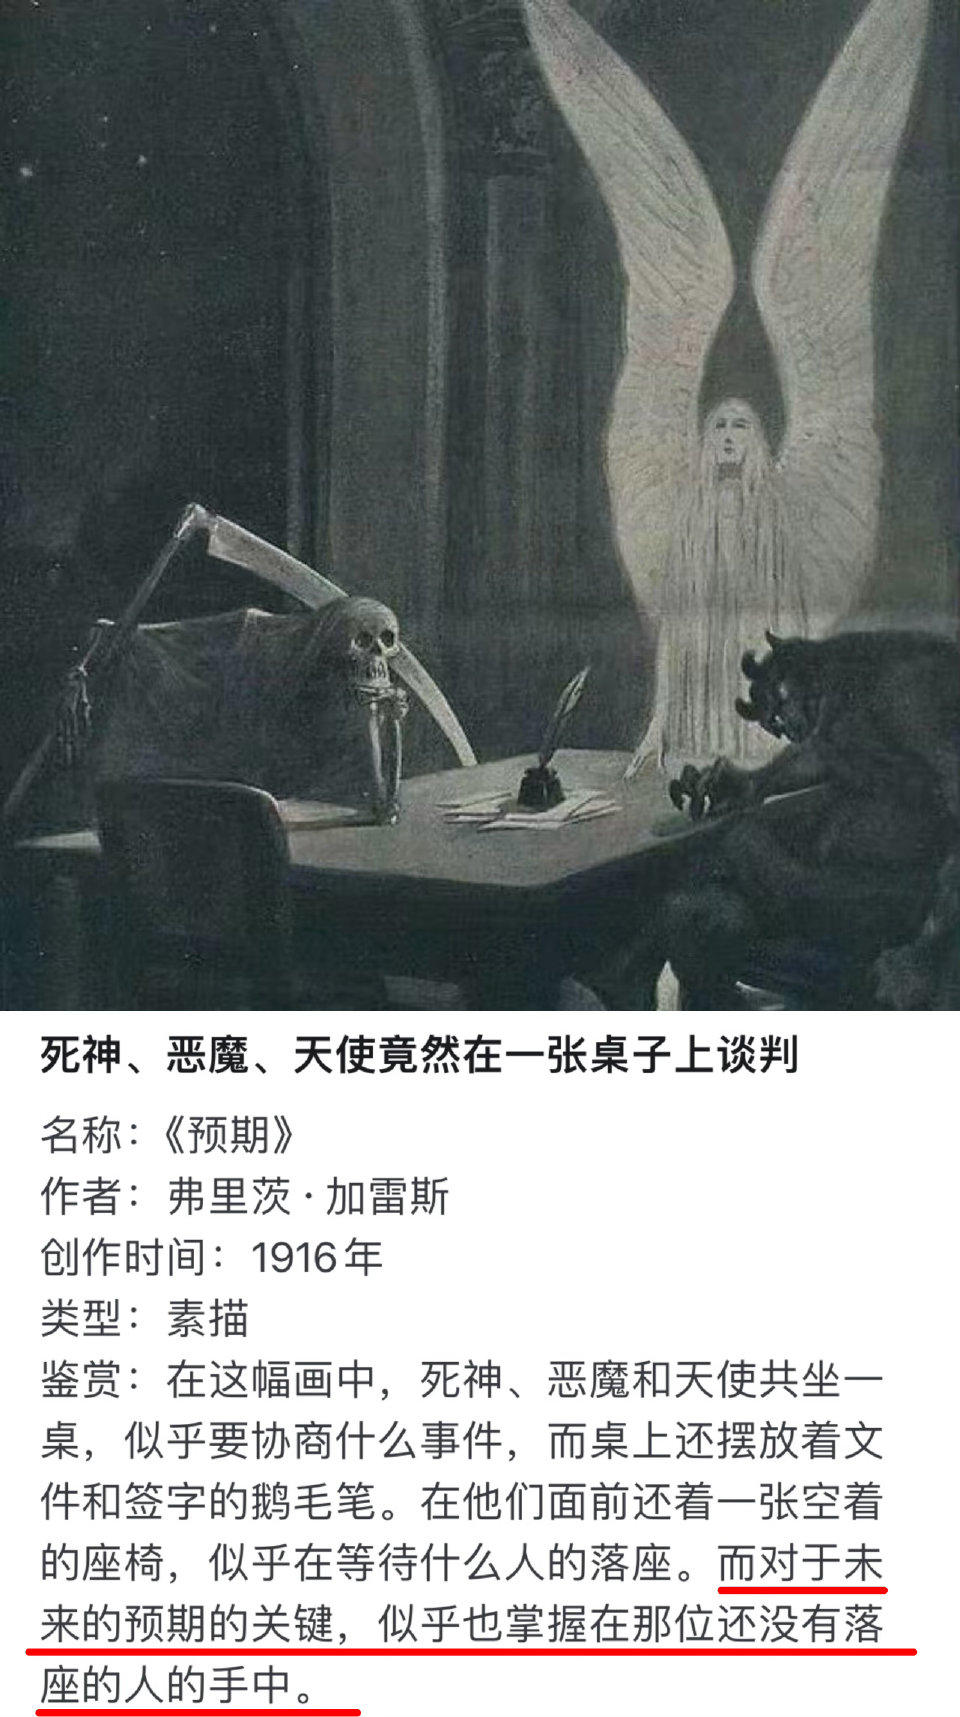 死神、恶魔、天使竟然在一张桌子上谈判
名称：《预期》
作者：弗里茨·加雷斯
创作时间：1916年
类型：素描
鉴赏：在这幅画中，死神、恶魔和天使共坐一
桌，似乎要协商什么事件，而桌上还摆放着文
件和签字的鹅毛笔。在他们面前还着一张空着
的座椅，似乎在等待什么人的落座。而对于未
来的预期的关键，似乎也掌握在那位还没有落
座的人的手中。